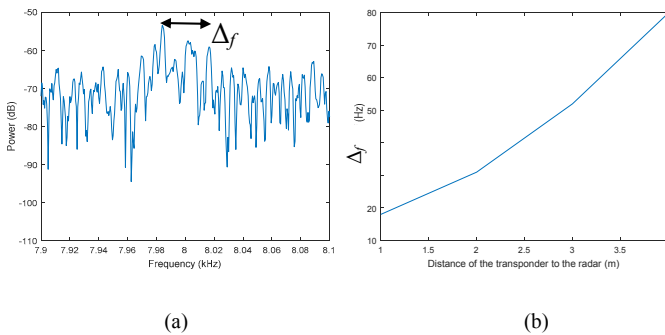 Δf
-50
-60
-70
-80
-90
-100
-110
Power (dB)
7.9 7.92 7.94 7.96 7.98 8 8.02 8.04 8.06 8.08 8.1
Frequency (kHz)
(a)
80
70
60
50
20
10
Δf (Hz)
1 1.5 2 2.5 3 3.5
Distance of the transponder to the radar (m)
(b)